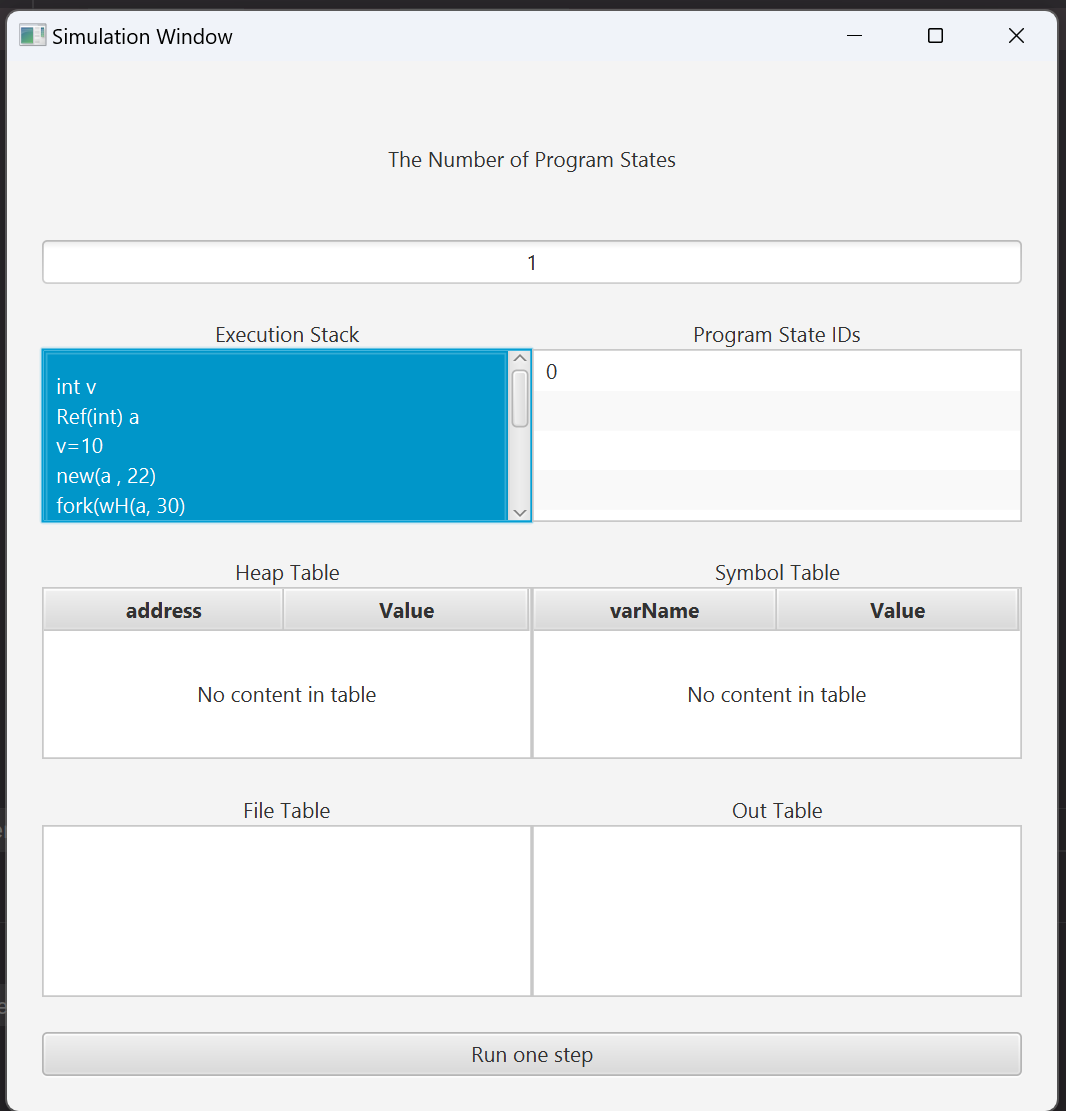 Simulation Window
The Number of Program States
1
Execution Stack
Program State IDs
int v
Ref(int) a
v=10
new(a , 22)
fork(wH(a, 30)
0
Heap Table
Symbol Table
address Value
varName Value
No content in table
No content in table
File Table
Out Table
Run one step